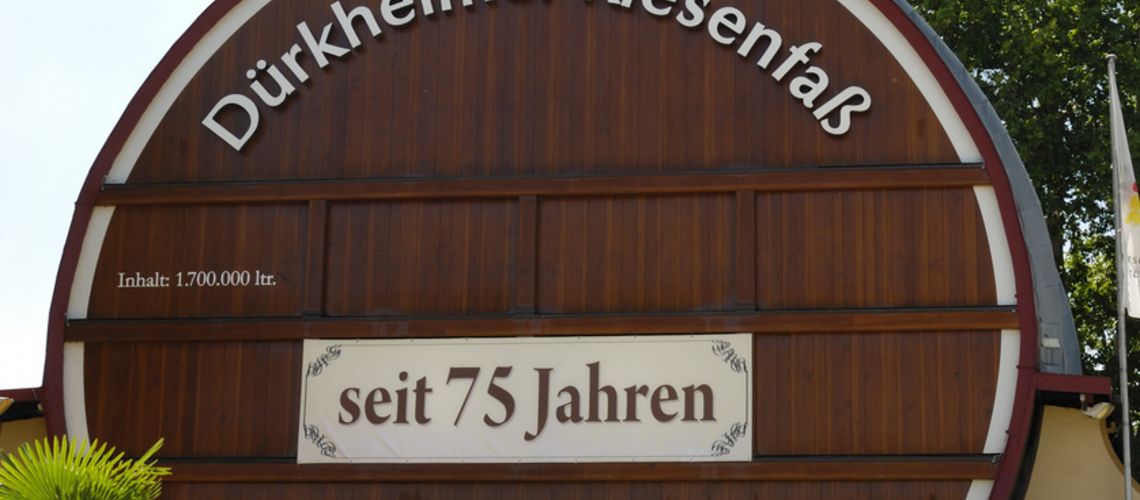 Dürkheimer Riesenfaß
Inhalt: 1.700.000 ltr.
seit 75 Jahren